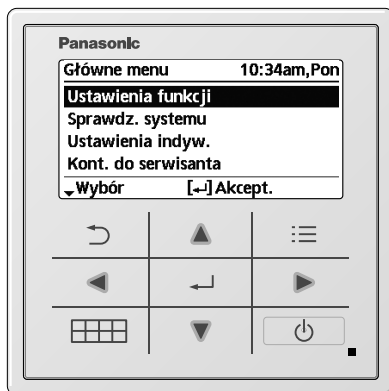 Panasonic
Główne menu 10:34am,Pon
Ustawienia funkcji
Sprawdz. systemu
Ustawienia indyw.
Kont. do serwisanta
Wybór [↵] Akcept.